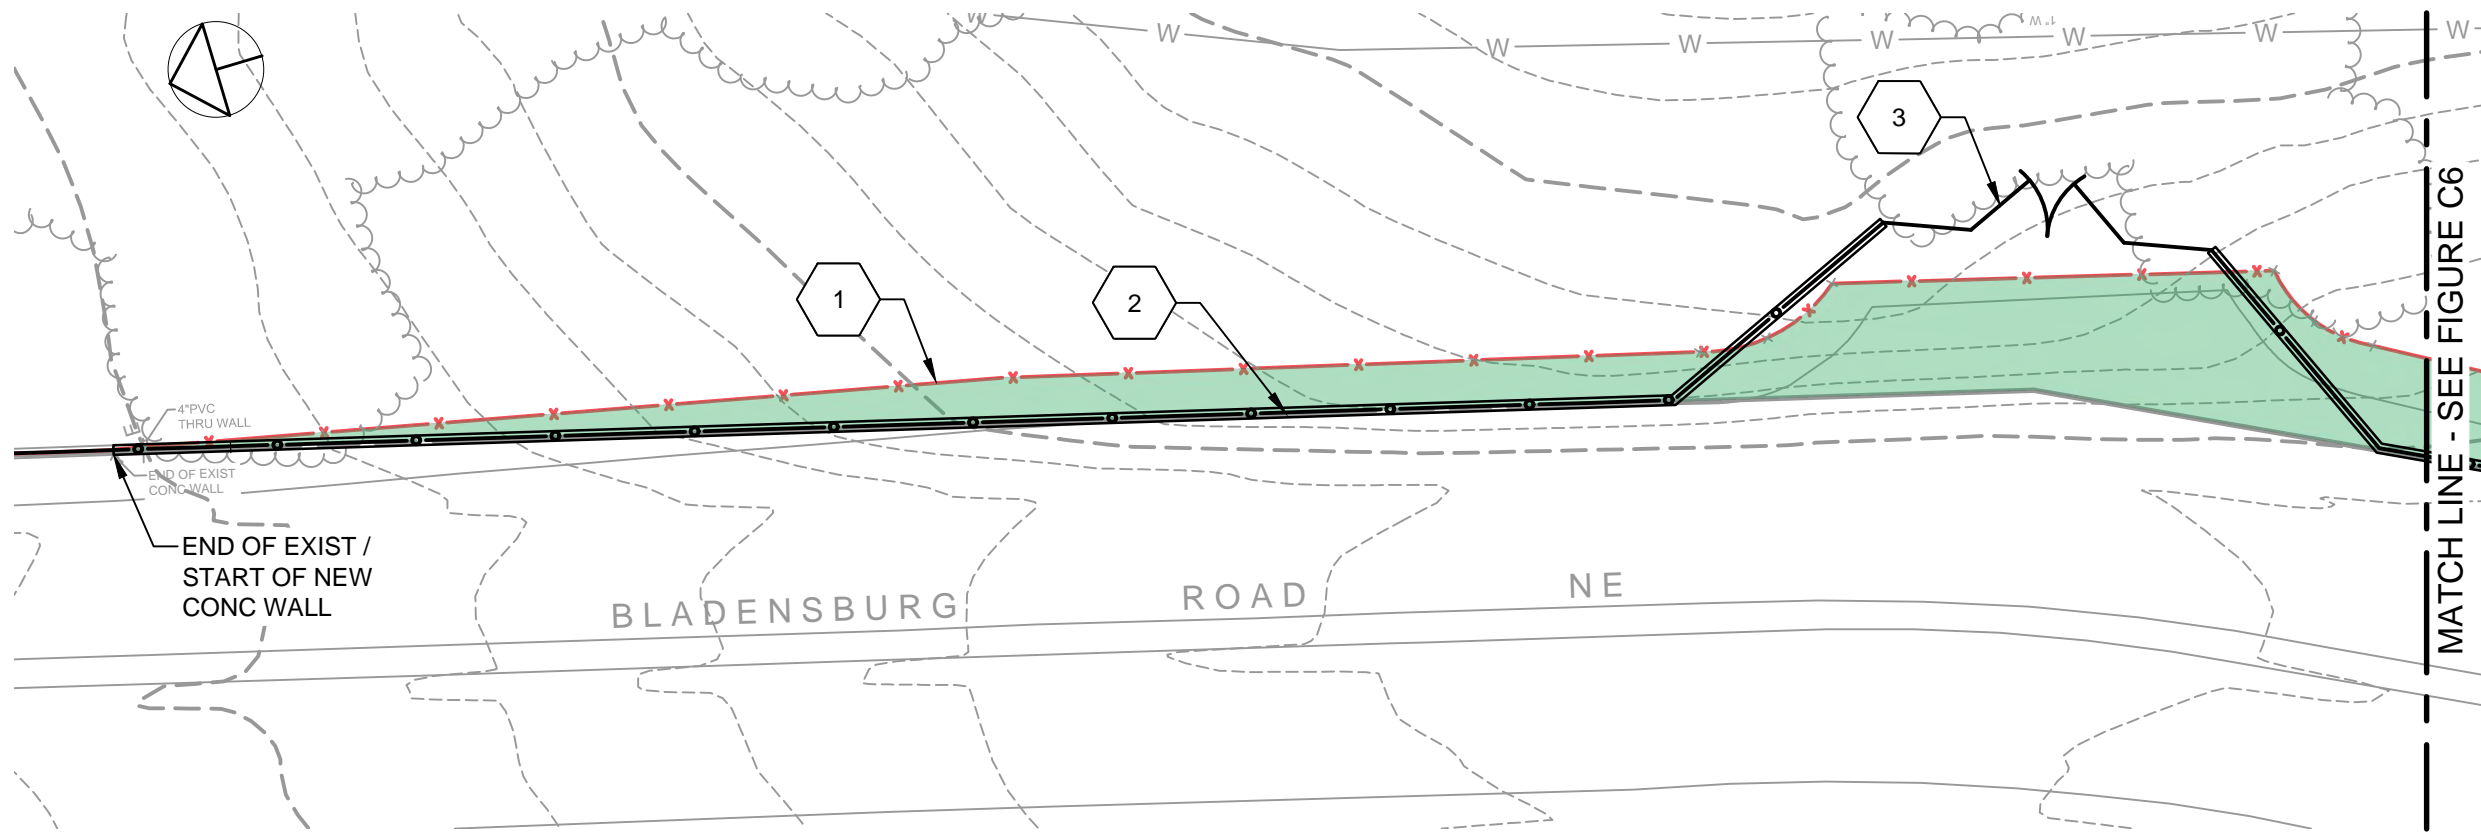 W W W W W W W W
1" W
3
1
2
4"PVC
THRU WALL
END OF EXIST
CONC WALL
END OF EXIST /
START OF NEW
CONC WALL
BLADENSBURG ROAD NE
MATCH LINE - SEE FIGURE C6